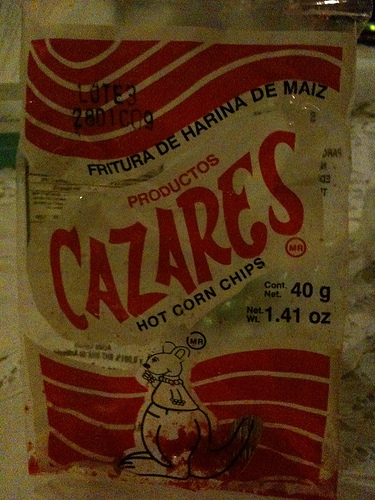 LOTE3
28DIC09
FRITURA DE HARINA DE MAIZ
PRODUCTOS
CAZARES
MR
HOT CORN CHIPS
Cont. Net. 40 g
Net. Wt. 1.41 oz
MR